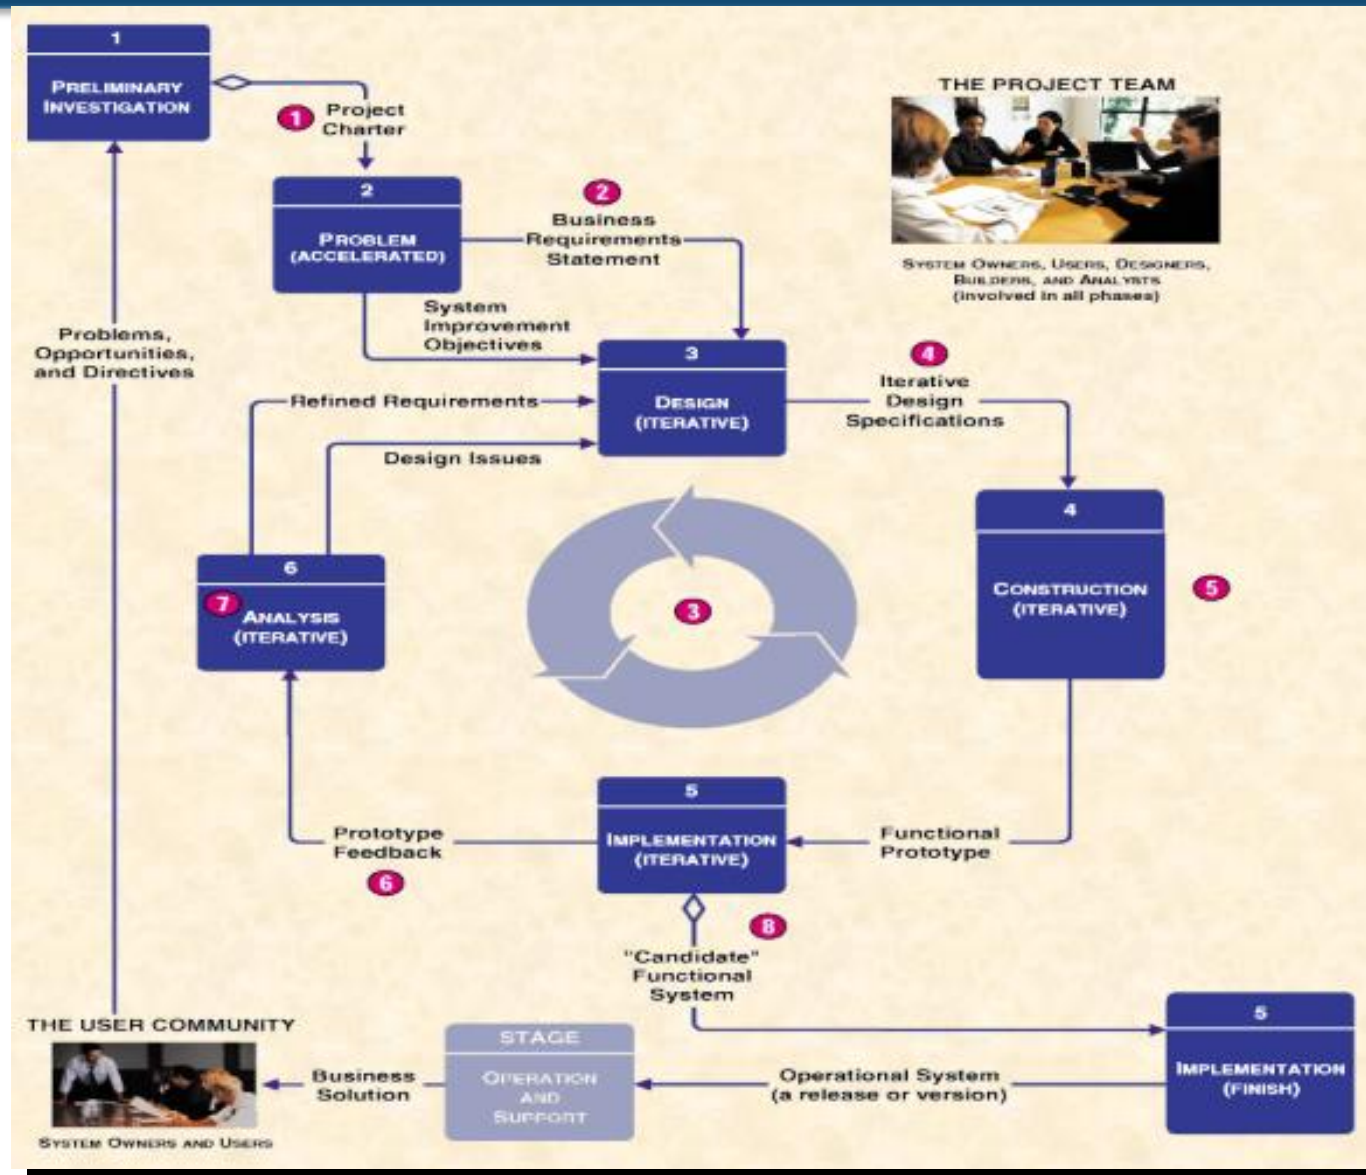 1
PRELIMINARY
INVESTIGATION
1
Project
Charter
THE PROJECT TEAM
SYSTEM OWNERS, USERS, DESIGNERS,
BUILDERS, AND ANALYSTS
(involved in all phases)
2
PROBLEM
(ACCELERATED)
2
Business
Requirements
Statement
System
Improvement
Objectives
Problems,
Opportunities,
and Directives
3
DESIGN
(ITERATIVE)
4
Iterative
Design
Specifications
Refined Requirements
Design Issues
4
CONSTRUCTION
(ITERATIVE)
5
6
7
ANALYSIS
(ITERATIVE)
3
5
IMPLEMENTATION
(ITERATIVE)
Prototype
Feedback
6
Functional
Prototype
8
"Candidate"
Functional
System
5
IMPLEMENTATION
(FINISH)
THE USER COMMUNITY
SYSTEM OWNERS AND USERS
Business
Solution
STAGE
OPERATION
AND
SUPPORT
Operational System
(a release or version)